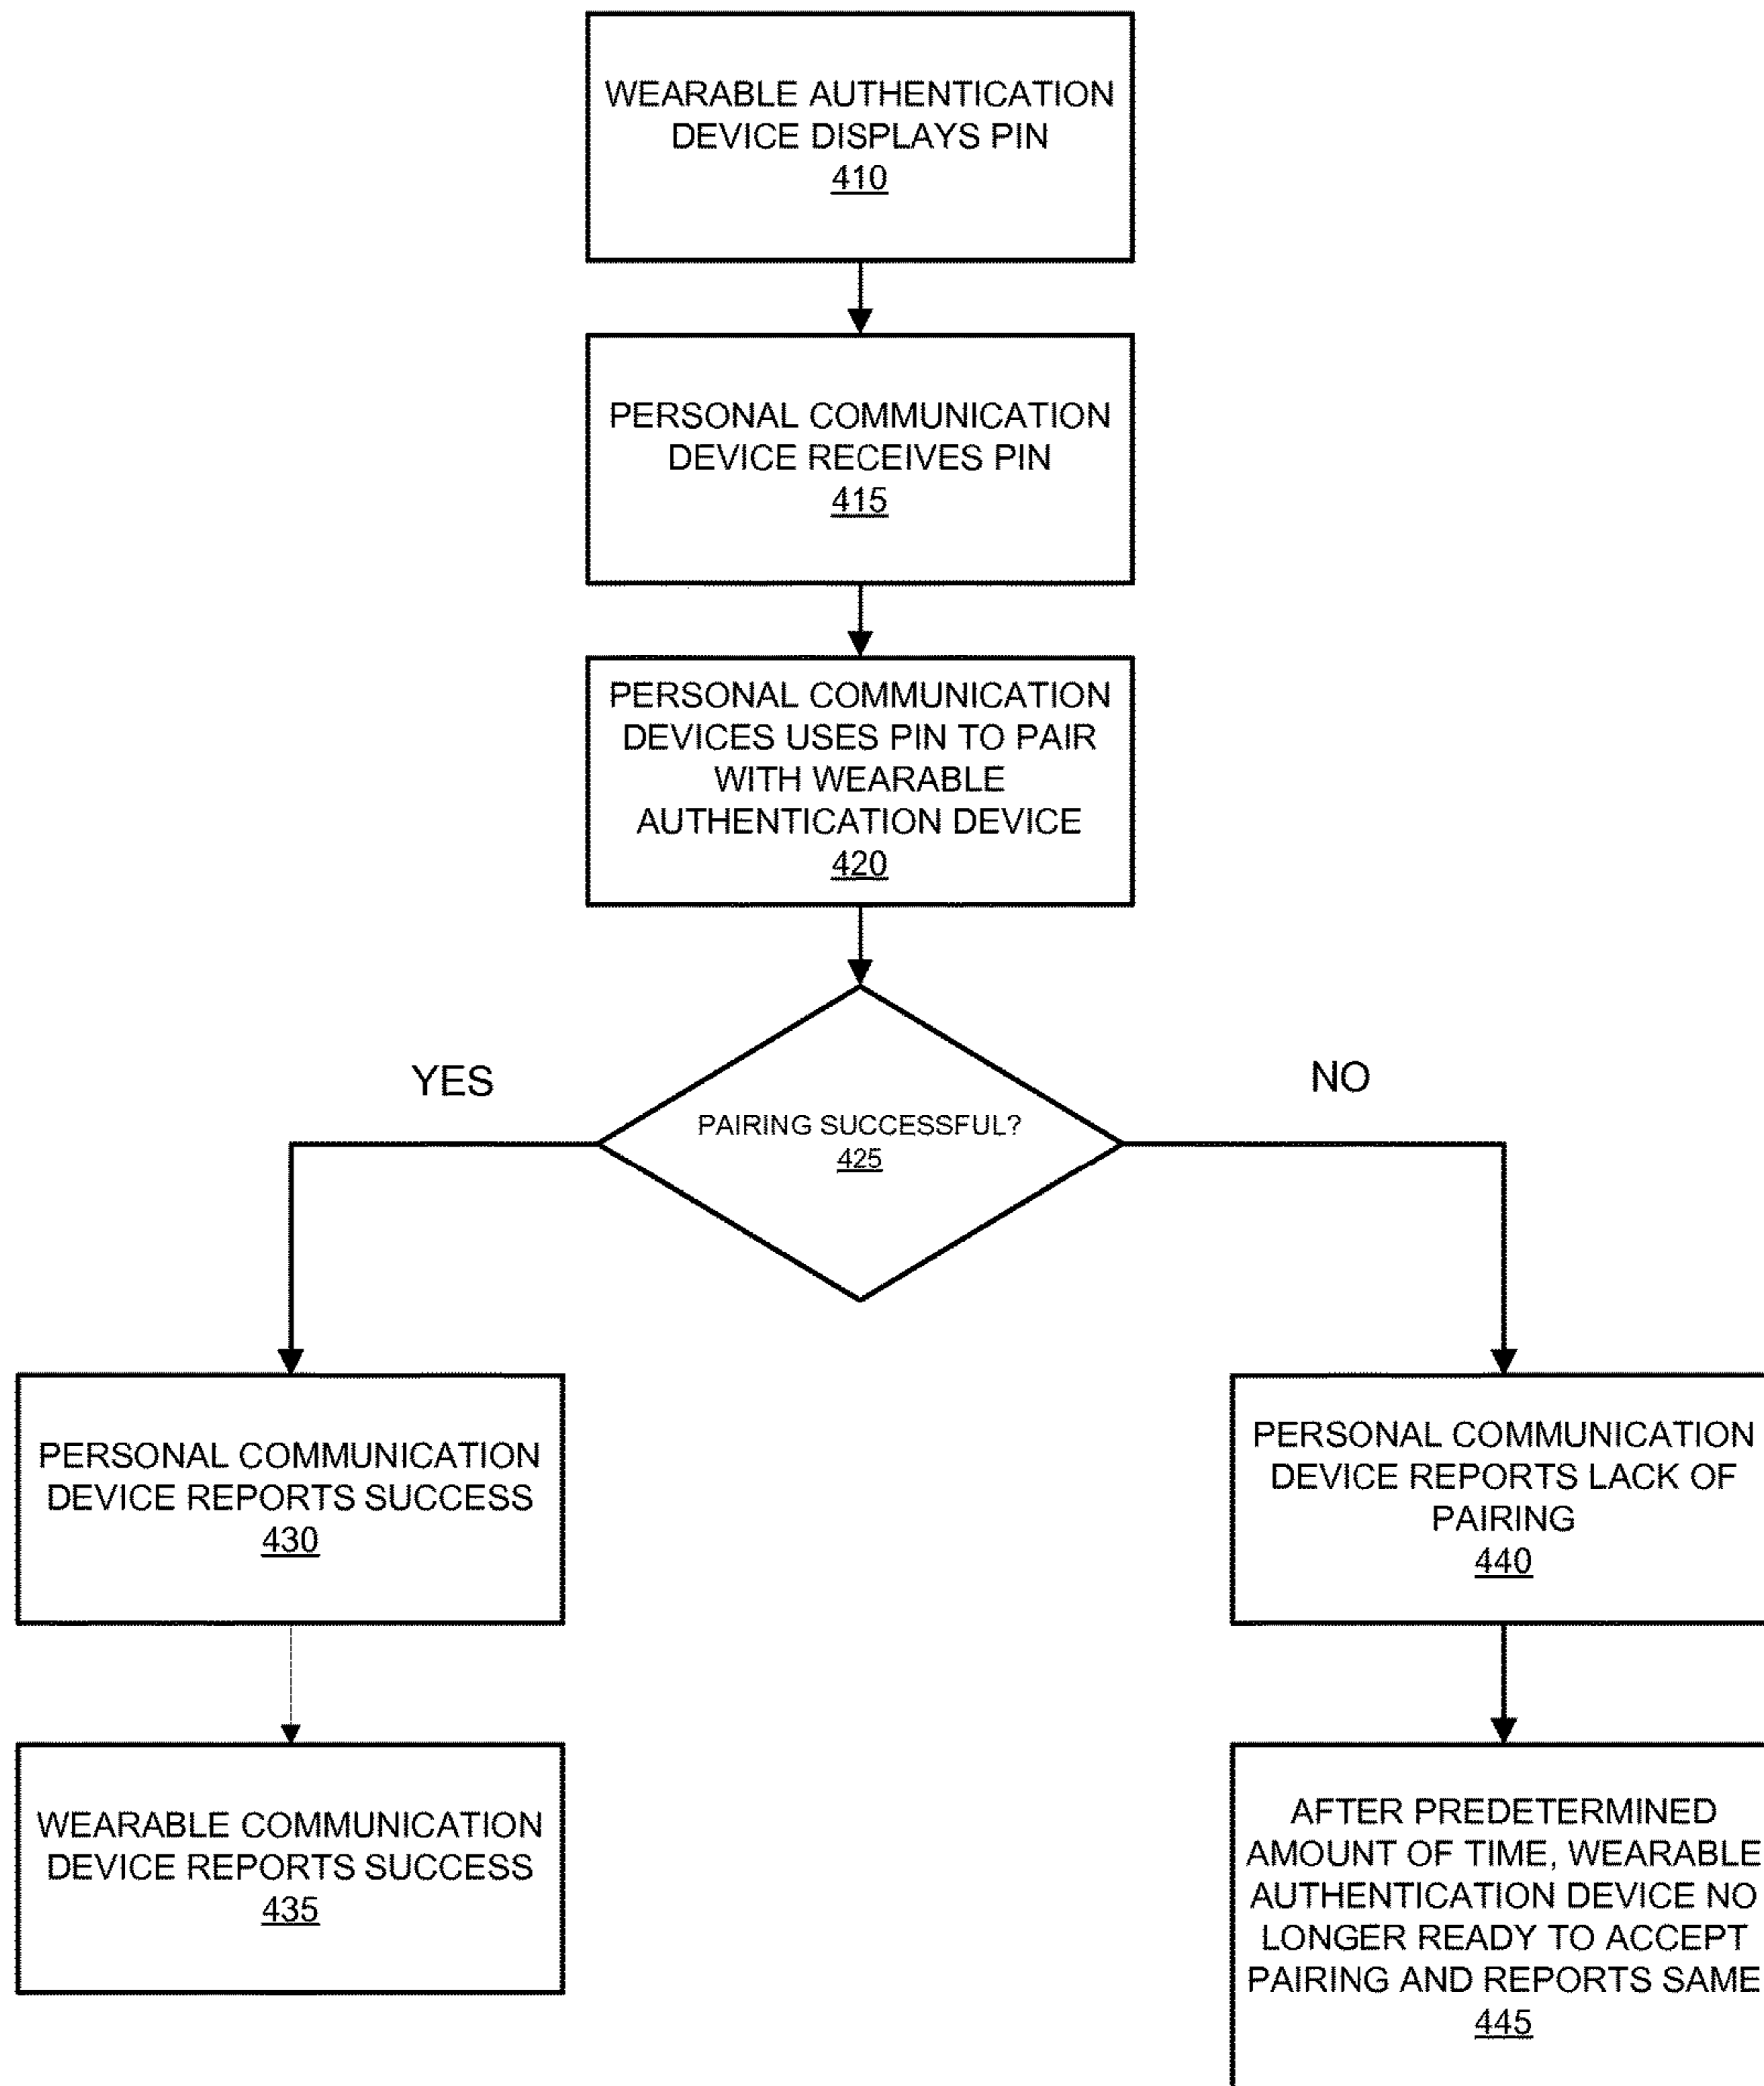 WEARABLE AUTHENTICATION
DEVICE DISPLAYS PIN
410
PERSONAL COMMUNICATION
DEVICE RECEIVES PIN
415
PERSONAL COMMUNICATION
DEVICES USES PIN TO PAIR
WITH WEARABLE
AUTHENTICATION DEVICE
420
YES
NO
PAIRING SUCCESSFUL?
425
PERSONAL COMMUNICATION
DEVICE REPORTS SUCCESS
430
PERSONAL COMMUNICATION
DEVICE REPORTS LACK OF
PAIRING
440
WEARABLE COMMUNICATION
DEVICE REPORTS SUCCESS
435
AFTER PREDETERMINED
AMOUNT OF TIME, WEARABLE
AUTHENTICATION DEVICE NO
LONGER READY TO ACCEPT
PAIRING AND REPORTS SAME
445